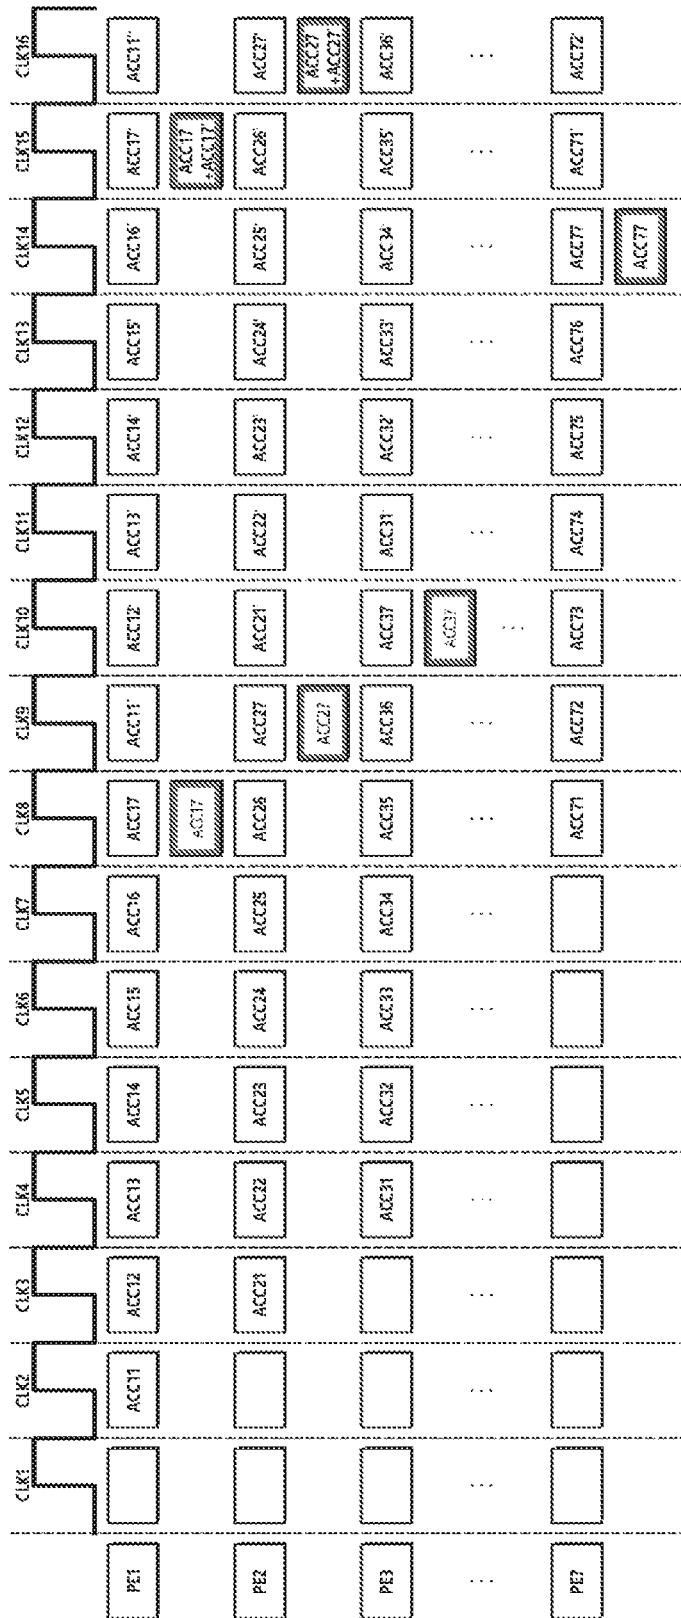 CLK1 CLK2 CLK3 CLK4 CLK5 CLK6 CLK7 CLK8 CLK9 CLK10 CLK11 CLK12 CLK13 CLK14 CLK15 CLK16
PE1 ACC11 ACC12 ACC13 ACC14 ACC15 ACC16 ACC17 ACC11' ACC12' ACC13' ACC14' ACC15' ACC16' ACC17' ACC11''
ACC17 ACC17
+ACC17'
PE2 ACC21 ACC22 ACC23 ACC24 ACC25 ACC26 ACC27 ACC21' ACC22' ACC23' ACC24' ACC25' ACC26' ACC27'
ACC27 ACC27
+ACC27'
PE3 ACC31 ACC32 ACC33 ACC34 ACC35 ACC36 ACC37 ACC31' ACC32' ACC33' ACC34' ACC35' ACC36'
ACC37
... ... ... ... ... ... ... ... ... ... ... ... ... ... ... ... ...
PE7 ACC71 ACC72 ACC73 ACC74 ACC75 ACC76 ACC77 ACC71' ACC72'
ACC77